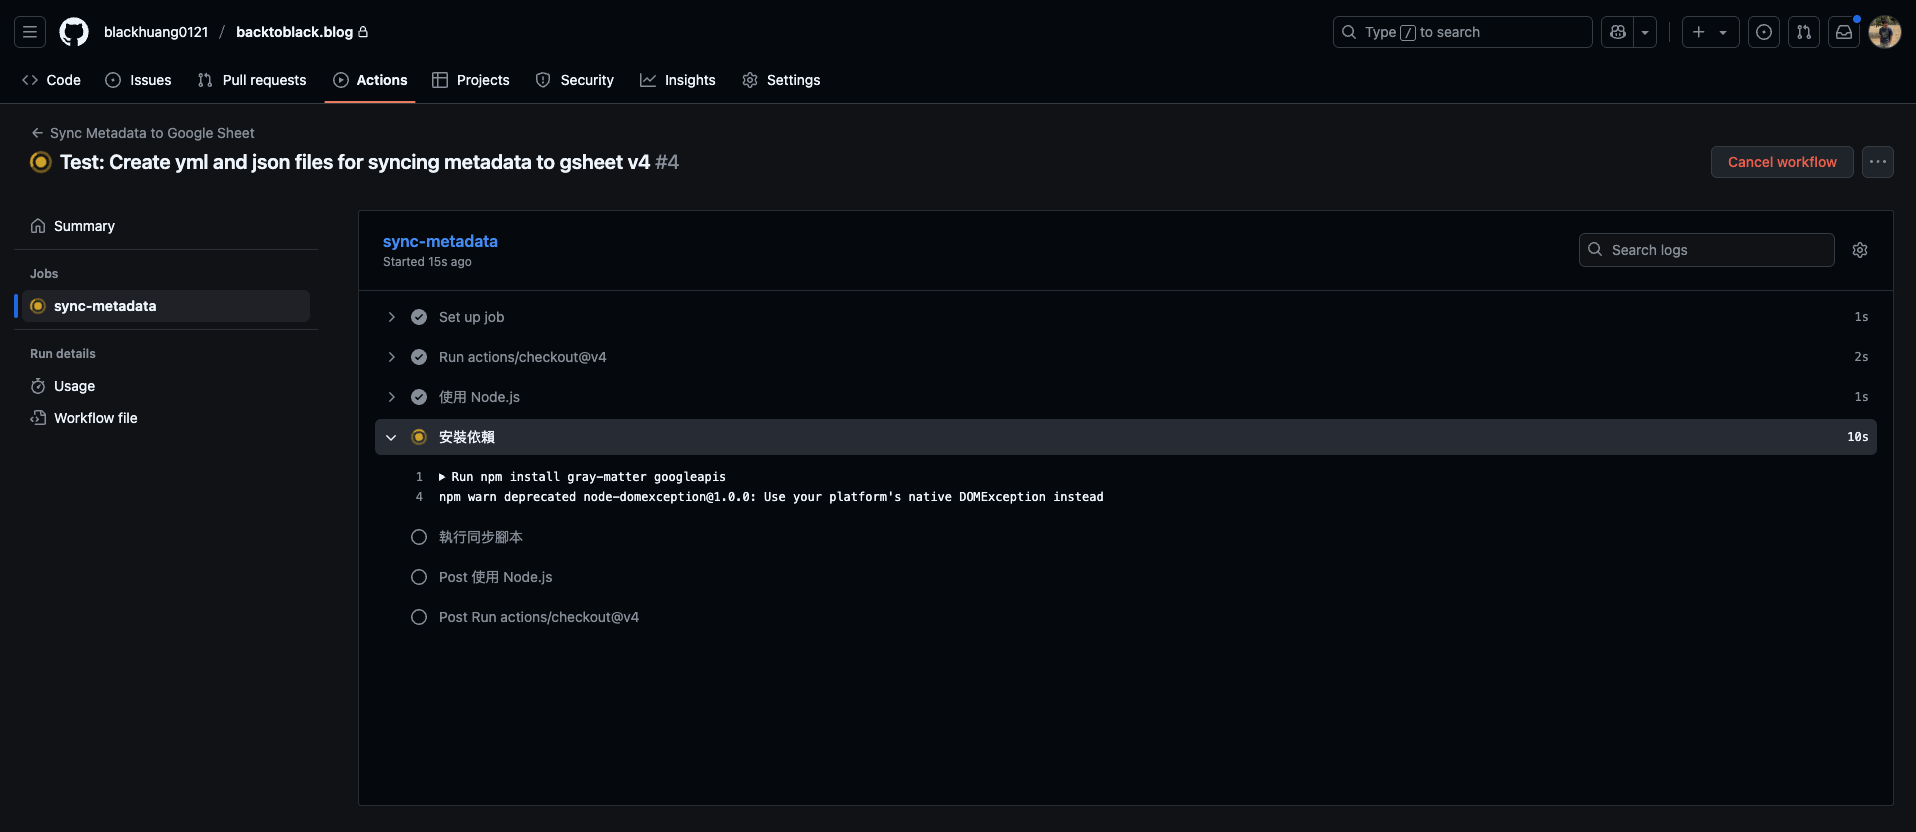 blackhuang0121 / backtoblack.blog
Type / to search
Code Issues Pull requests Actions Projects Security Insights Settings
Sync Metadata to Google Sheet
Test: Create yml and json files for syncing metadata to gsheet v4 #4
Cancel workflow
Summary
Jobs
sync-metadata
Run details
Usage
Workflow file
sync-metadata
Started 15s ago
Search logs
Set up job 1s
Run actions/checkout@v4 2s
使用 Node.js 1s
安裝依賴 10s
1 Run npm install gray-matter googleapis
4 npm warn deprecated node-domexception@1.0.0: Use your platform's native DOMException instead
執行同步腳本
Post 使用 Node.js
Post Run actions/checkout@v4